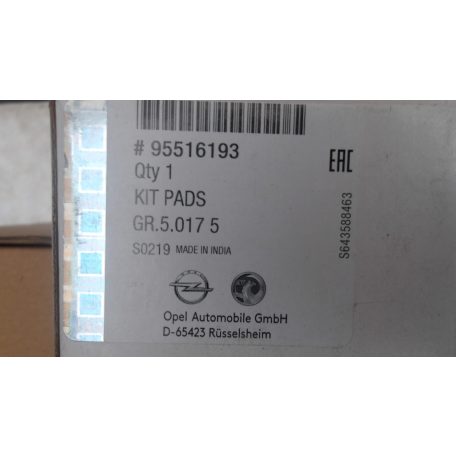 # 95516193
Qty 1
KIT PADS
GR.5.017 5
S0219 MADE IN INDIA
EAC
S643588463
Opel Automobile GmbH
D-65423 Rüsselsheim